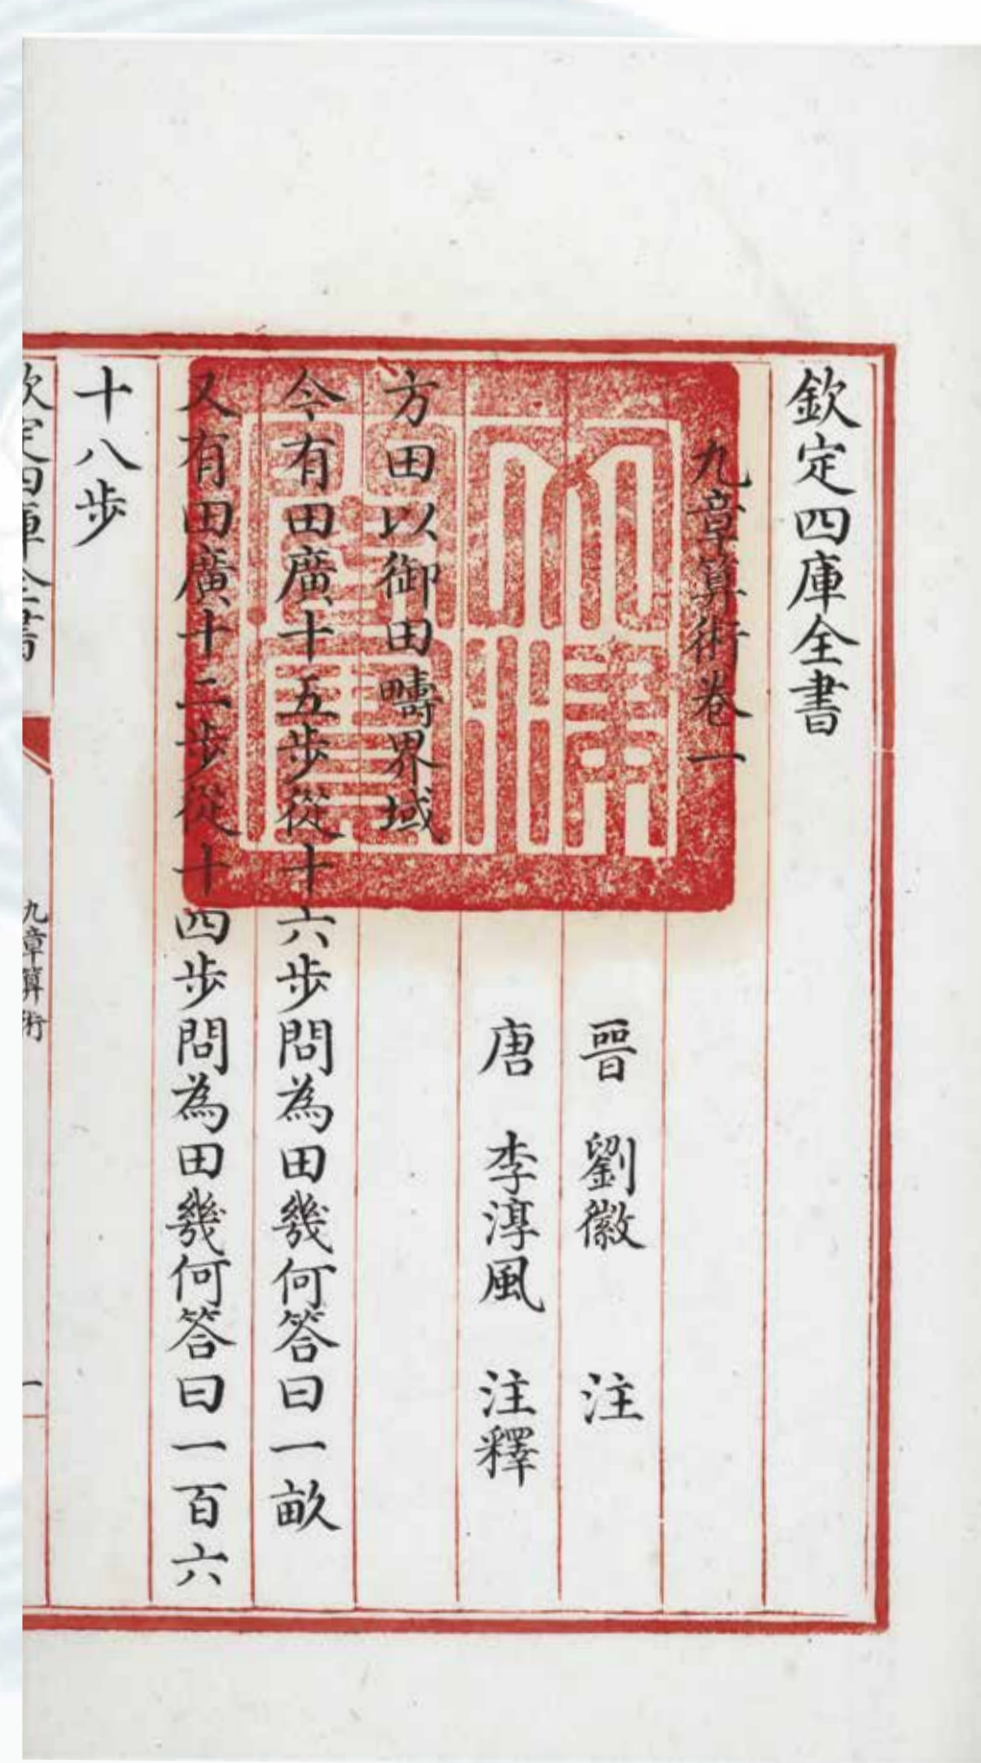 欽定四庫全書
九章算術卷一
晉 劉徽 注
唐 李淳風 注釋
方田以御田疇界域
今有田廣十五步從十六步問為田幾何答曰一畝
又有田廣十二步從十四步問為田幾何答曰一百六
十八步
欽定四庫全書
九章算術
一